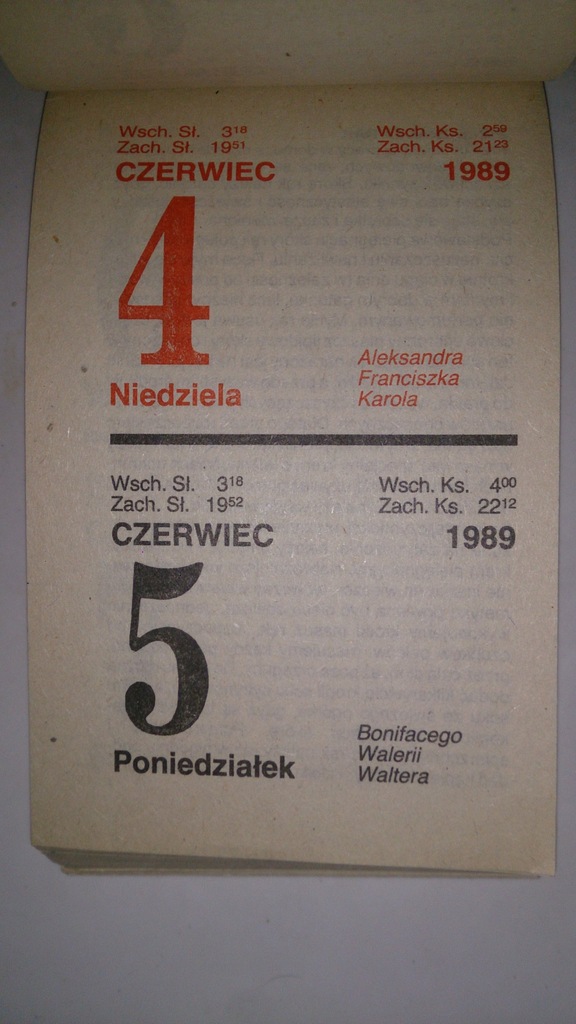 Wsch. Sł. 3¹⁸ Wsch. Ks. 2⁵⁹
Zach. Sł. 19⁵¹ Zach. Ks. 21²³
CZERWIEC 1989
4
Aleksandra
Franciszka
Niedziela Karola
Wsch. Sł. 3¹⁸ Wsch. Ks. 4⁰⁰
Zach. Sł. 19⁵² Zach. Ks. 22¹²
CZERWIEC 1989
5
Bonifacego
Walerii
Poniedziałek Waltera